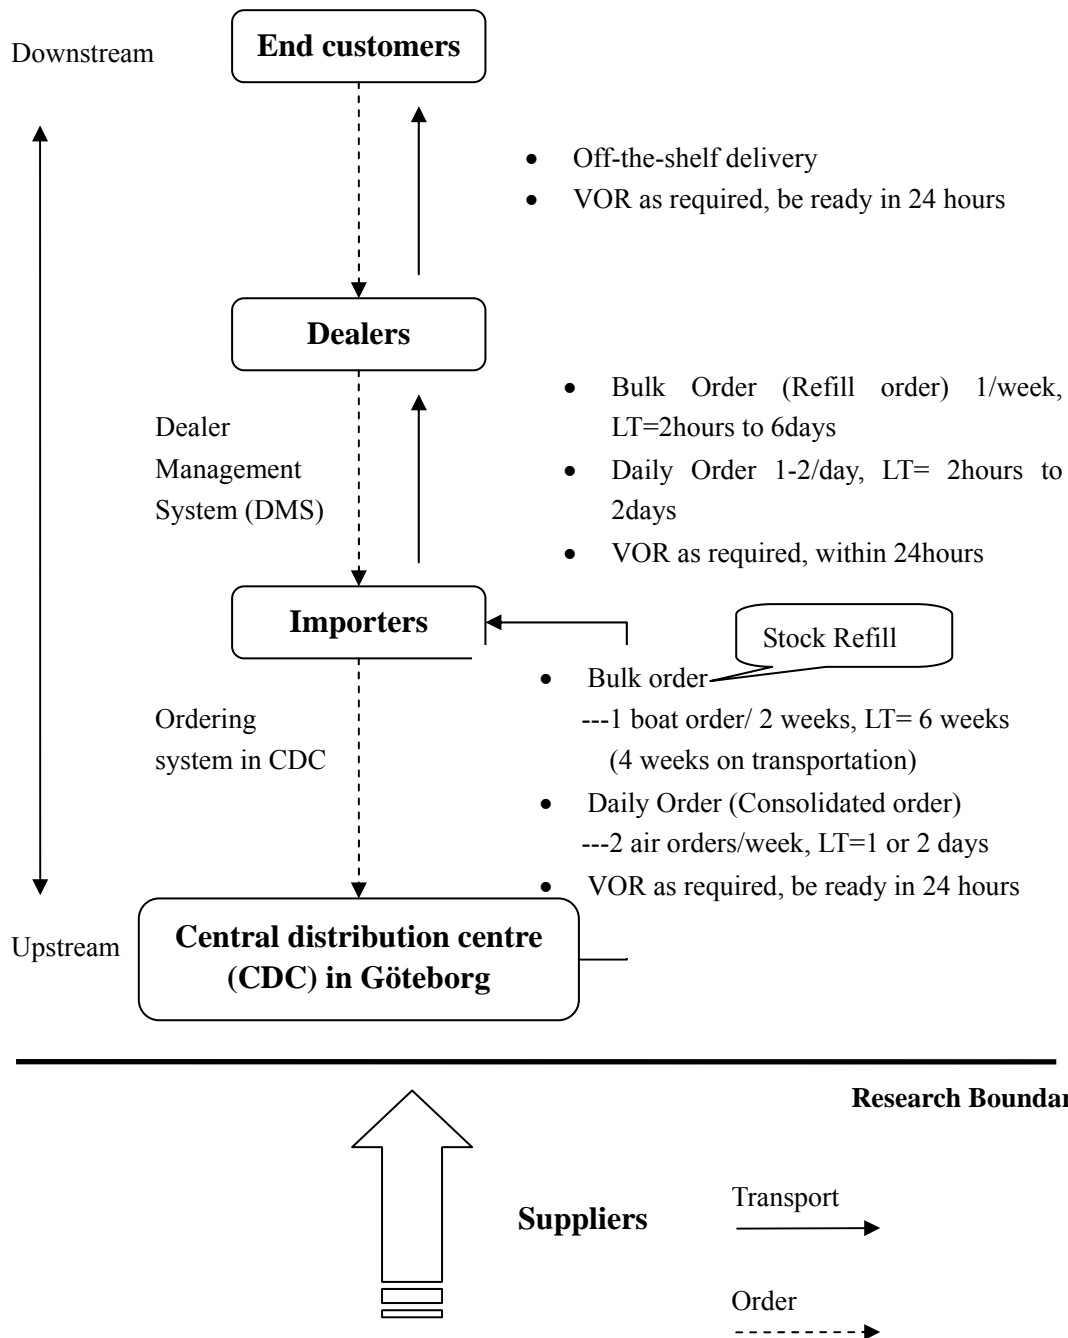 Downstream
End customers
• Off-the-shelf delivery
• VOR as required, be ready in 24 hours
Dealers
Dealer
Management
System (DMS)
• Bulk Order (Refill order) 1/week,
LT=2hours to 6days
• Daily Order 1-2/day, LT= 2hours to
2days
• VOR as required, within 24hours
Importers
Stock Refill
Ordering
system in CDC
• Bulk order
---1 boat order/ 2 weeks, LT= 6 weeks
(4 weeks on transportation)
• Daily Order (Consolidated order)
---2 air orders/week, LT=1 or 2 days
• VOR as required, be ready in 24 hours
Upstream
Central distribution centre
(CDC) in Göteborg
Research Boundar
Suppliers
Transport
Order